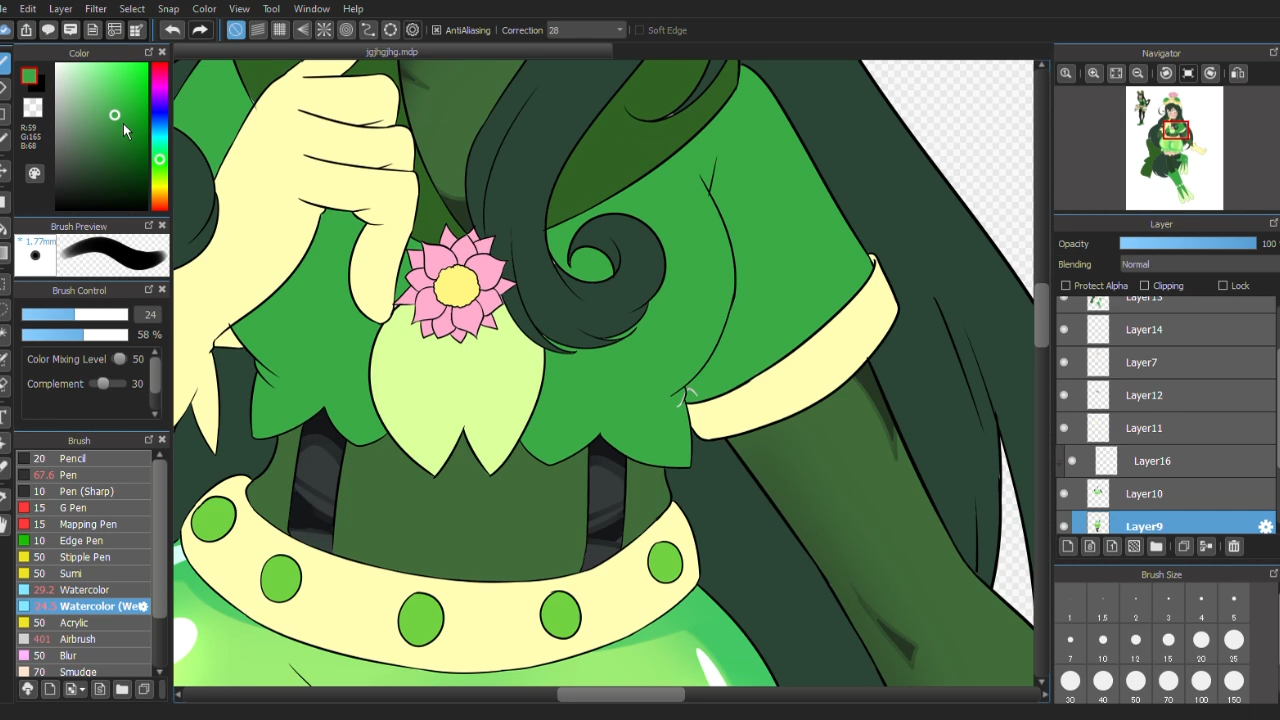 le Edit Layer Filter Select Snap Color View Tool Window Help
AntiAliasing Correction 28 Soft Edge
jgjhgjhg.mdp
Color
R:59
G:165
B:68
Brush Preview
* 1.77mm
Brush Control
24
58 %
Color Mixing Level 50
Complement 30
Brush
20 Pencil
67.6 Pen
10 Pen (Sharp)
15 G Pen
15 Mapping Pen
10 Edge Pen
50 Stipple Pen
50 Sumi
29.2 Watercolor
24.5 Watercolor (We
50 Acrylic
401 Airbrush
50 Blur
70 Smudge
Navigator
Layer
Opacity 100
Blending Normal
Protect Alpha Clipping Lock
Layer13
Layer14
Layer7
Layer12
Layer11
Layer16
Layer10
Layer9
Brush Size
1 1.5 2 3 4 5
7 10 12 15 20 25
30 40 50 70 100 150